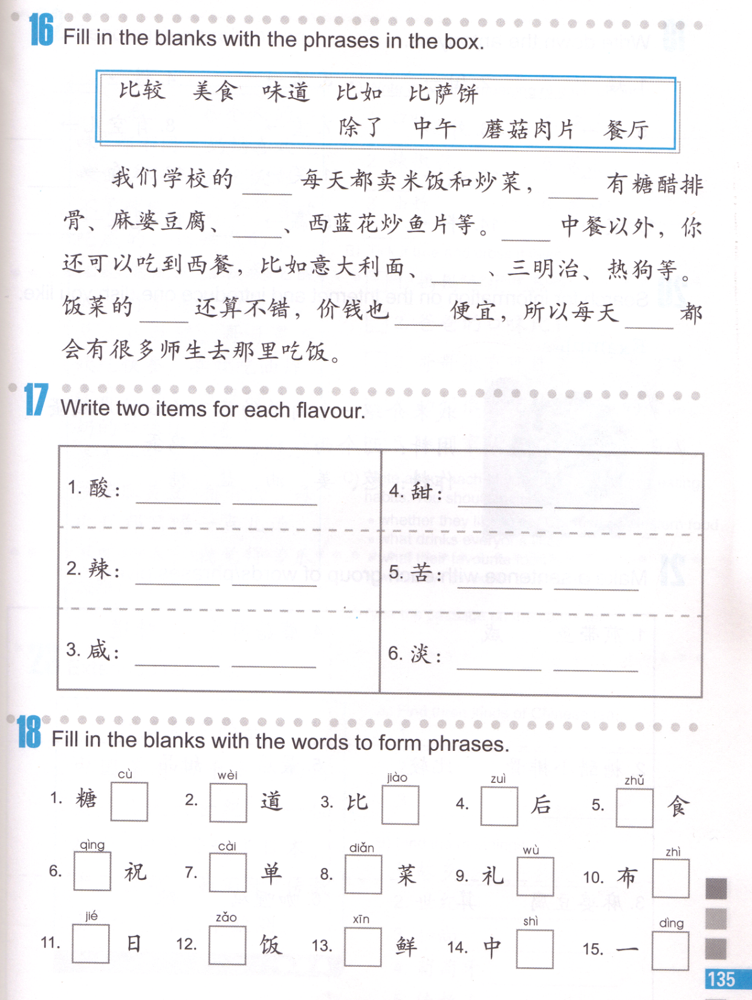 16 Fill in the blanks with the phrases in the box.
比较 美食 味道 比如 比萨饼
除了 中午 蘑菇肉片 餐厅
我们学校的 ____ 每天都卖米饭和炒菜，____ 有糖醋排
骨、麻婆豆腐、____、西蓝花炒鱼片等。____ 中餐以外，你
还可以吃到西餐，比如意大利面、____、三明治、热狗等。
饭菜的 ____ 还算不错，价钱也 ____ 便宜，所以每天 ____ 都
会有很多师生去那里吃饭。
17 Write two items for each flavour.
1. 酸： ____ ____ 4. 甜： ____ ____
2. 辣： ____ ____ 5. 苦： ____ ____
3. 咸： ____ ____ 6. 淡： ____ ____
18 Fill in the blanks with the words to form phrases.
cù wèi jiào zuì zhǔ
1. 糖 2. 道 3. 比 4. 后 5. 食
qìng cài diǎn wù zhì
6. 祝 7. 单 8. 菜 9. 礼 10. 布
jié zǎo xīn shì dìng
11. 日 12. 饭 13. 鲜 14. 中 15. 一
135